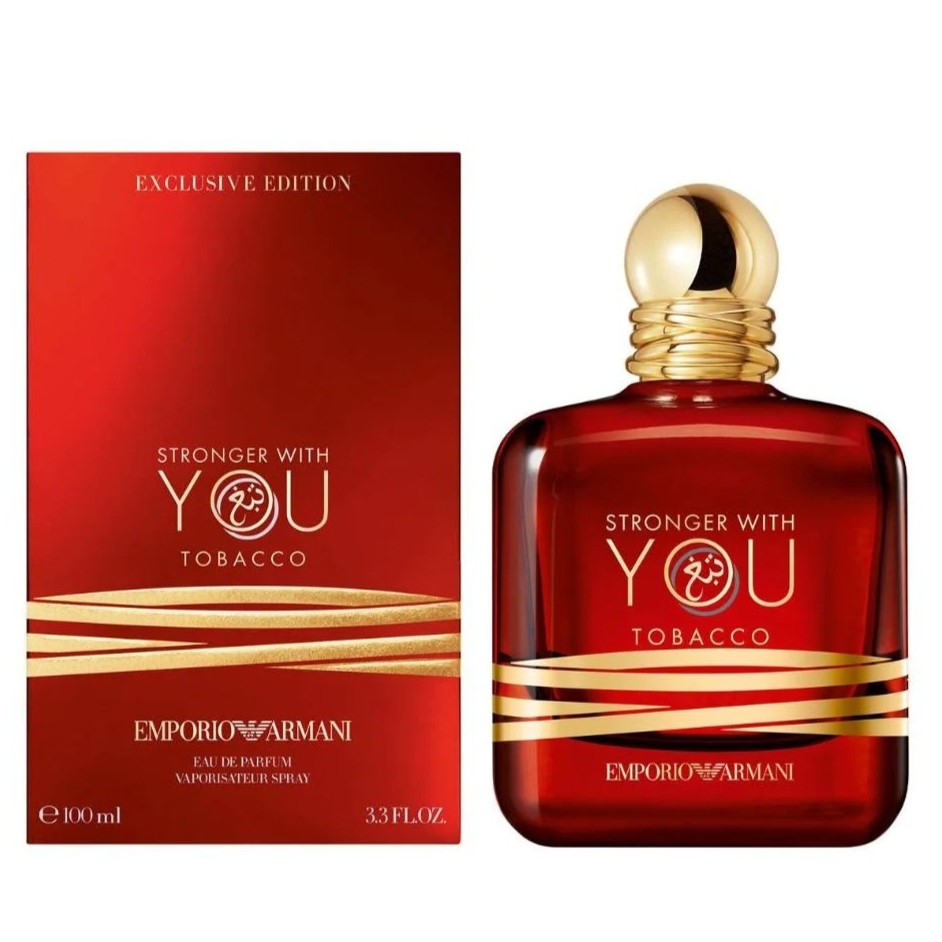 EXCLUSIVE EDITION
STRONGER WITH
YOU
تبغ
TOBACCO
EMPORIO ARMANI
EAU DE PARFUM
VAPORISATEUR SPRAY
℮ 100 ml 3.3 FL.OZ.
STRONGER WITH
YOU
تبغ
TOBACCO
EMPORIO ARMANI